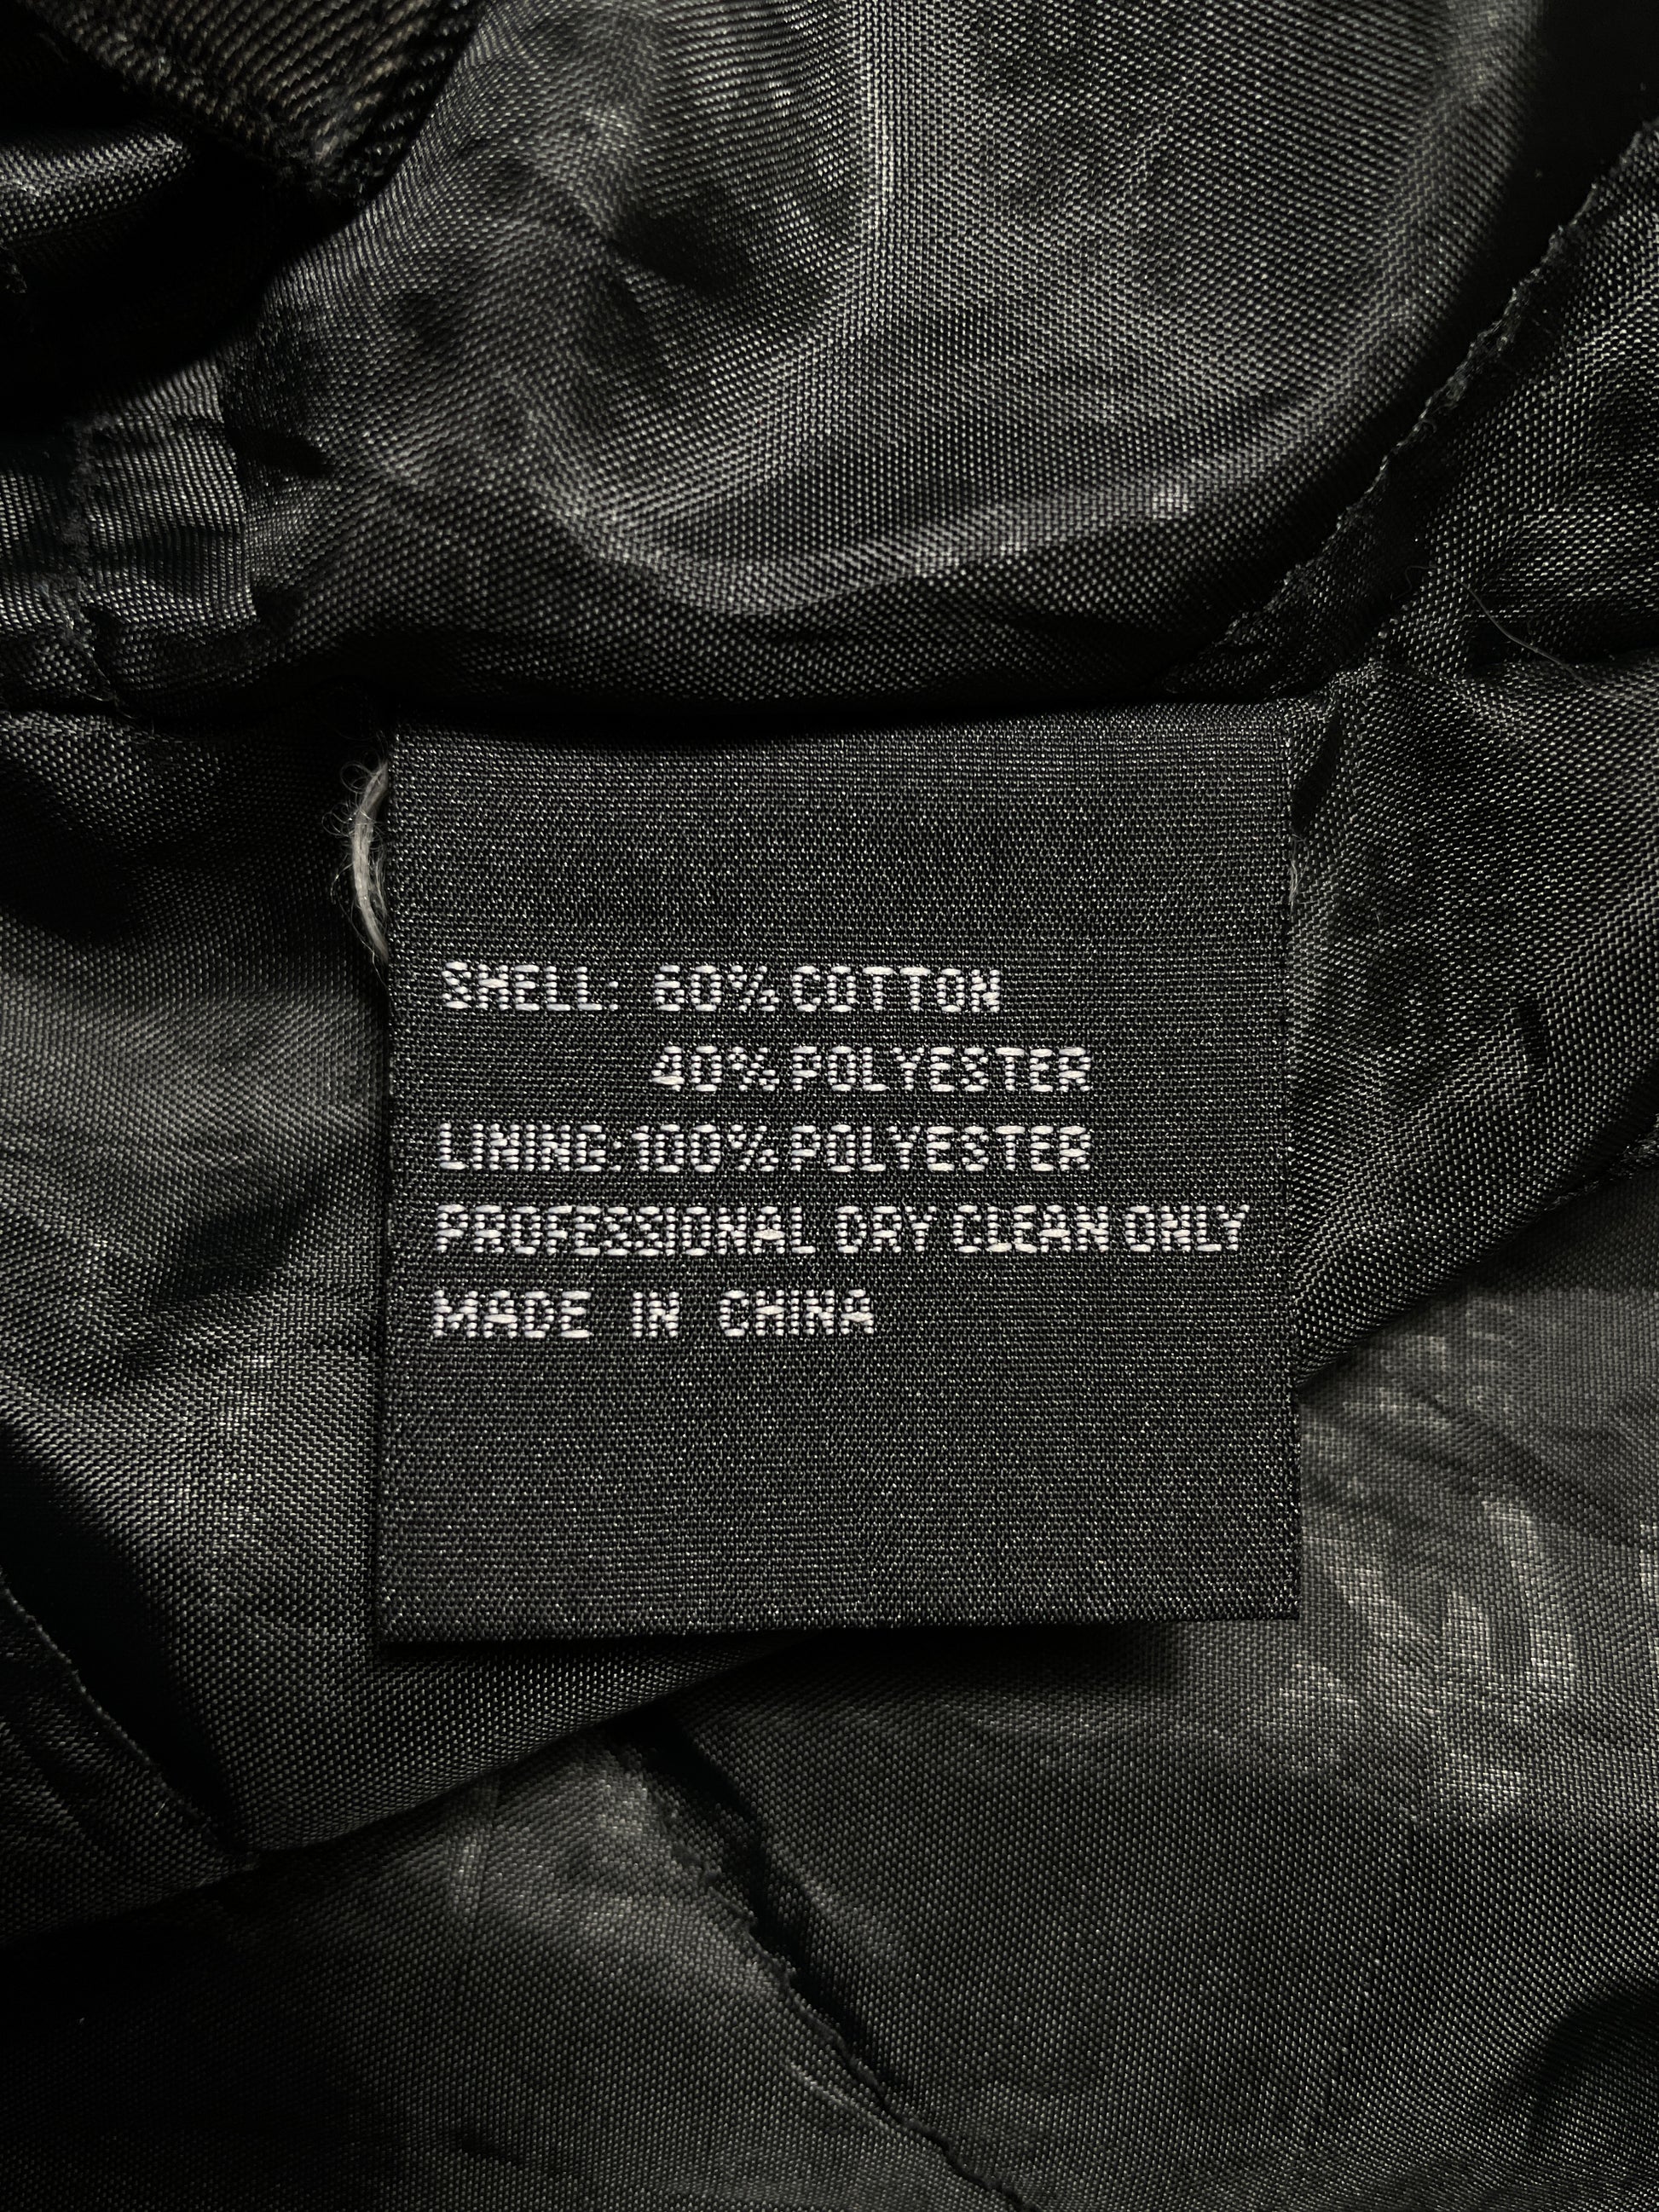 SHELL: 60% COTTON
40% POLYESTER
LINING: 100% POLYESTER
PROFESSIONAL DRY CLEAN ONLY
MADE IN CHINA